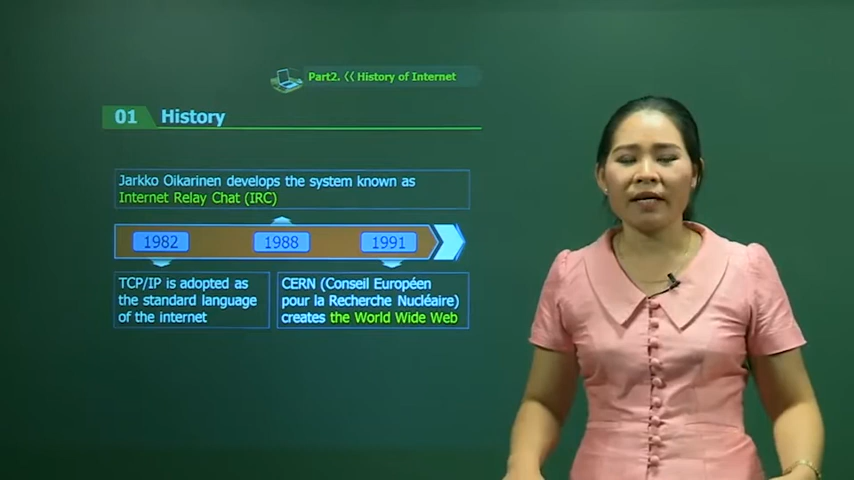 Part2. 〈〈 History of Internet
01 History
Jarkko Oikarinen develops the system known as
Internet Relay Chat (IRC)
1982 1988 1991
TCP/IP is adopted as
the standard language
of the internet
CERN (Conseil Européen
pour la Recherche Nucléaire)
creates the World Wide Web